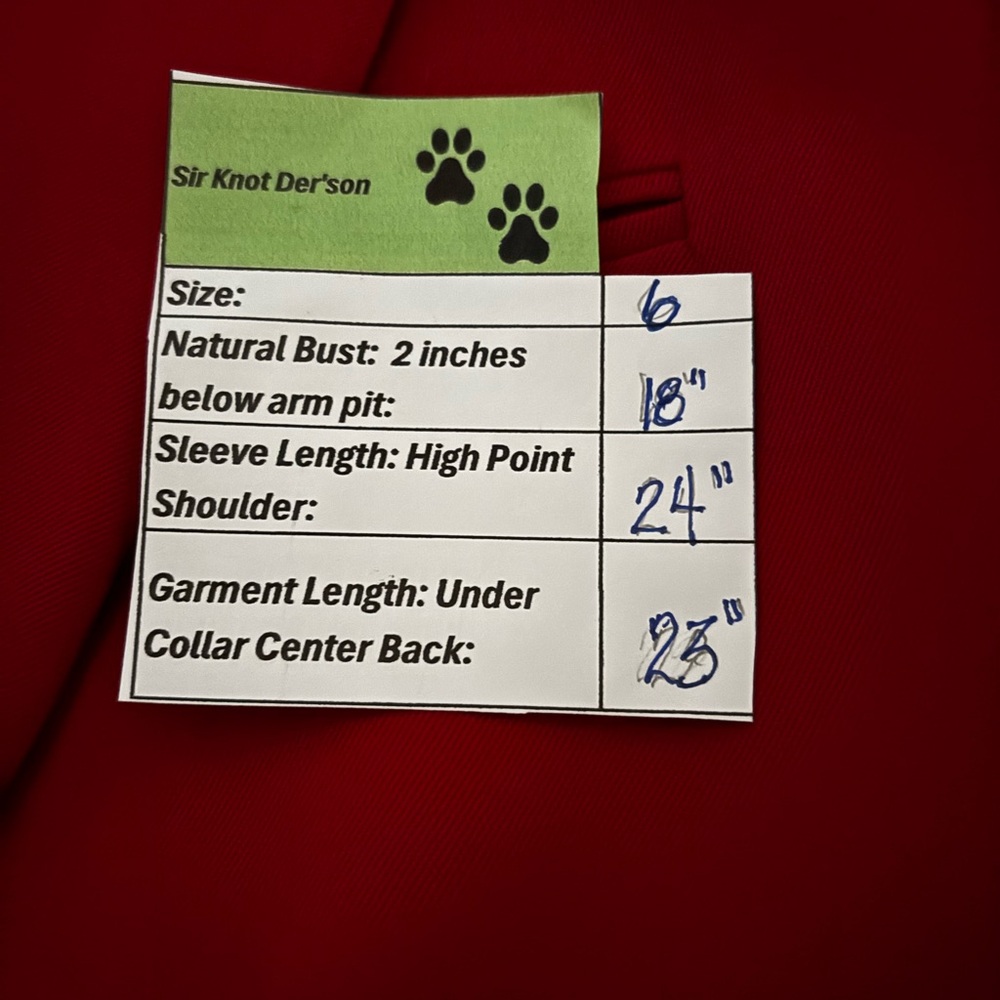 Sir Knot Der'son
Size: 6
Natural Bust: 2 inches
below arm pit: 18"
Sleeve Length: High Point
Shoulder: 24"
Garment Length: Under
Collar Center Back: 23"